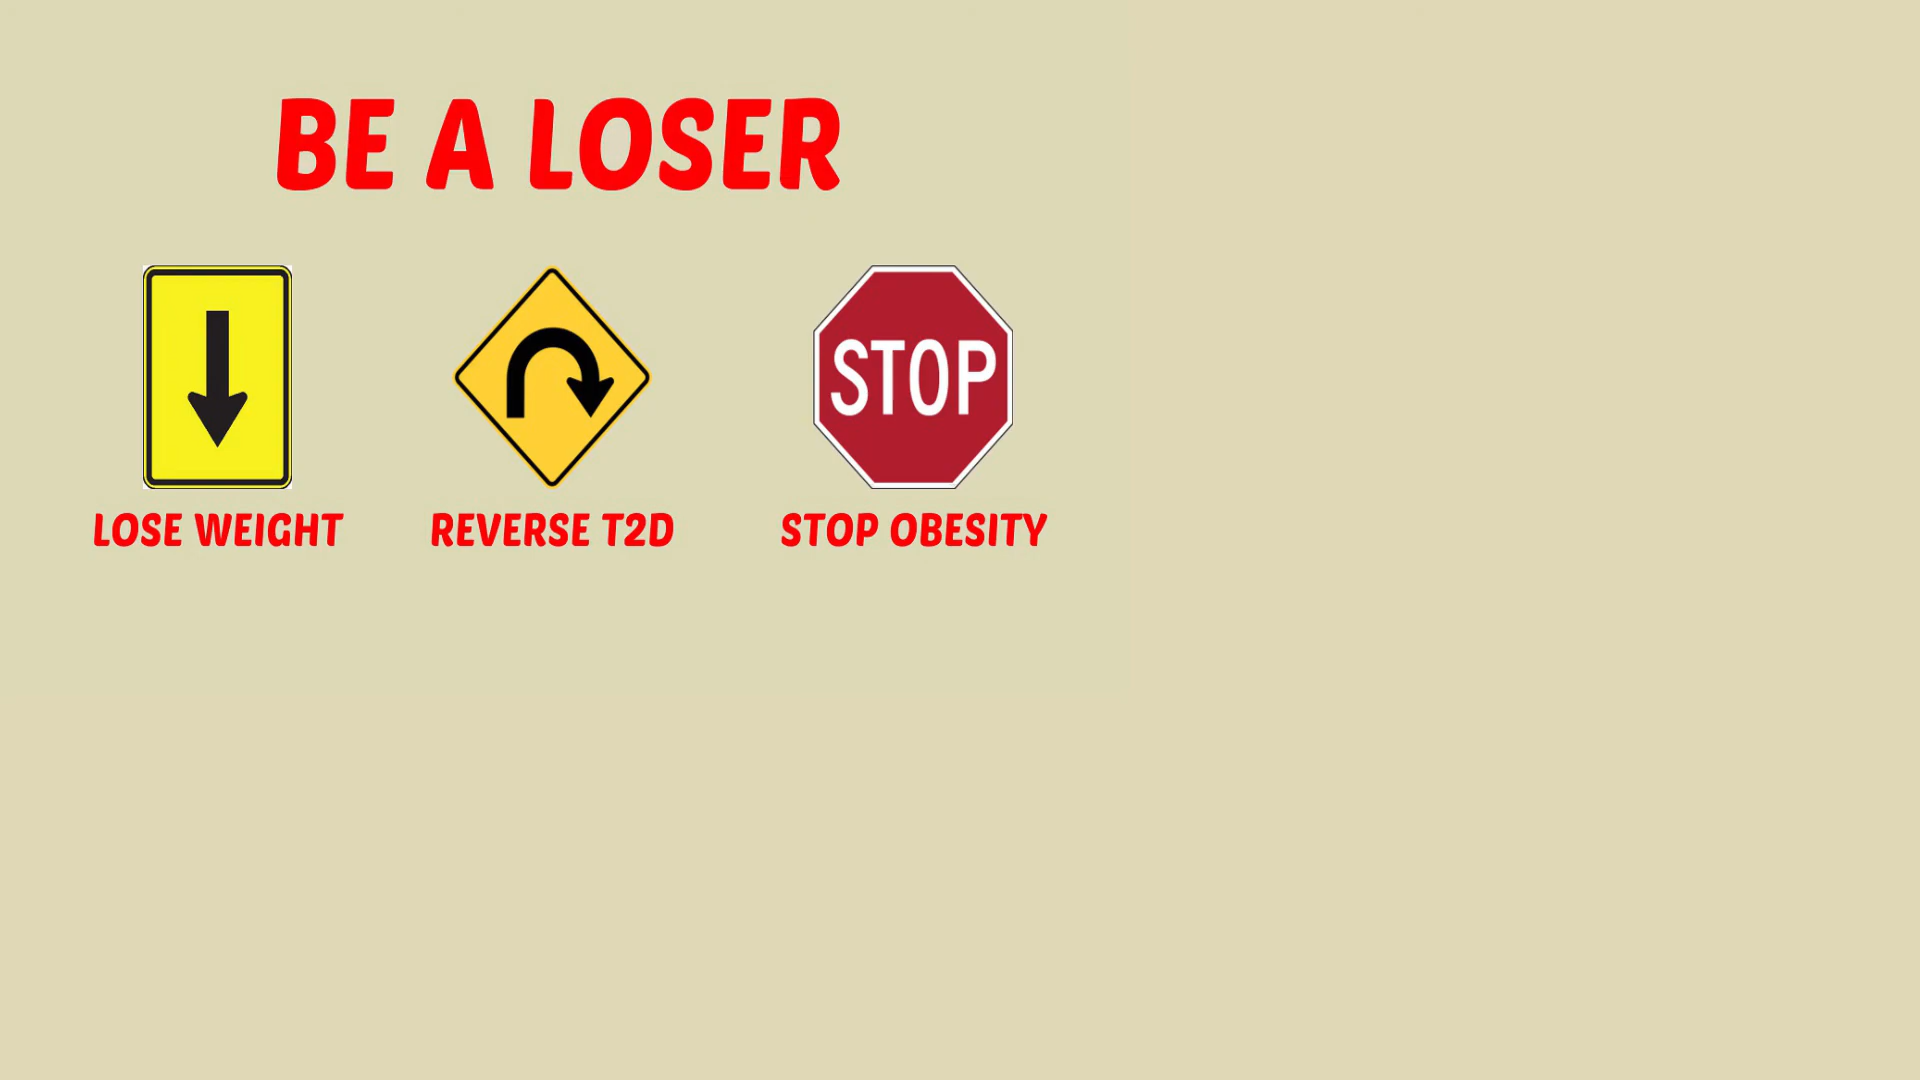 BE A LOSER
STOP
LOSE WEIGHT
REVERSE T2D
STOP OBESITY